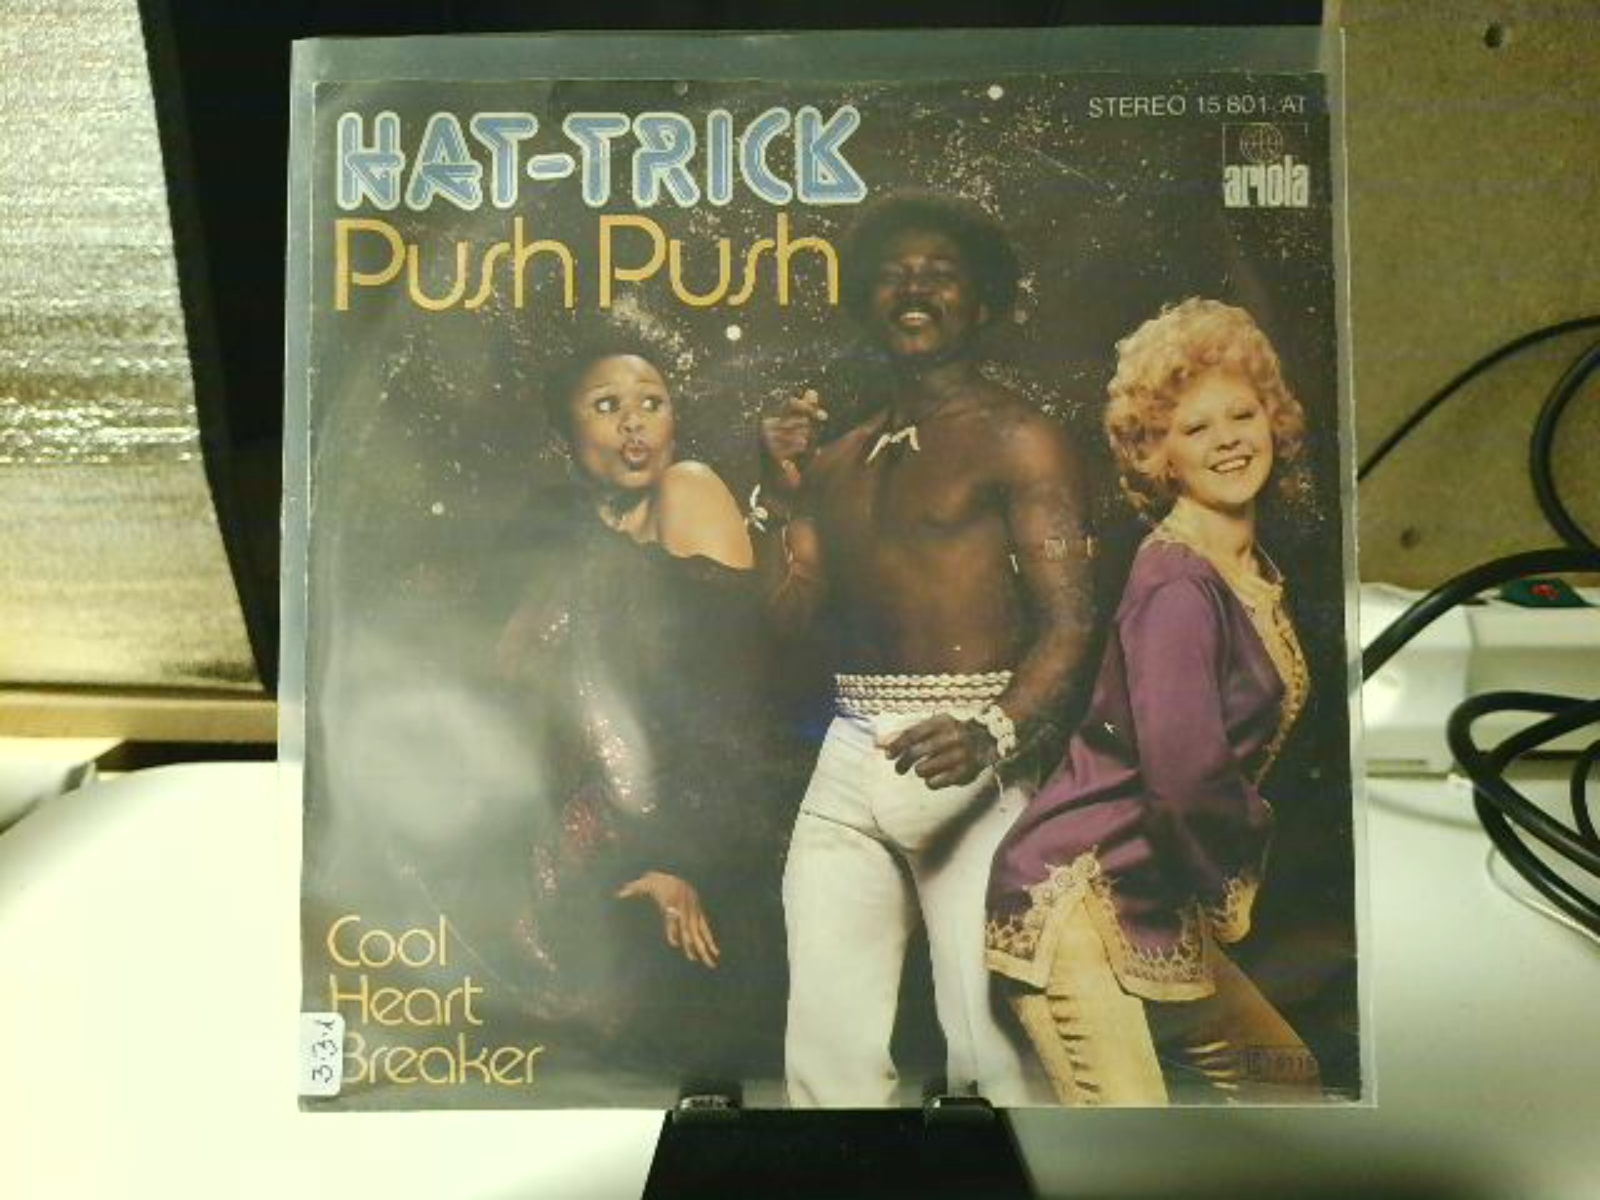 HAT-TRICK
Push Push
STEREO 15 801 AT
ariola
Cool
Heart
Breaker